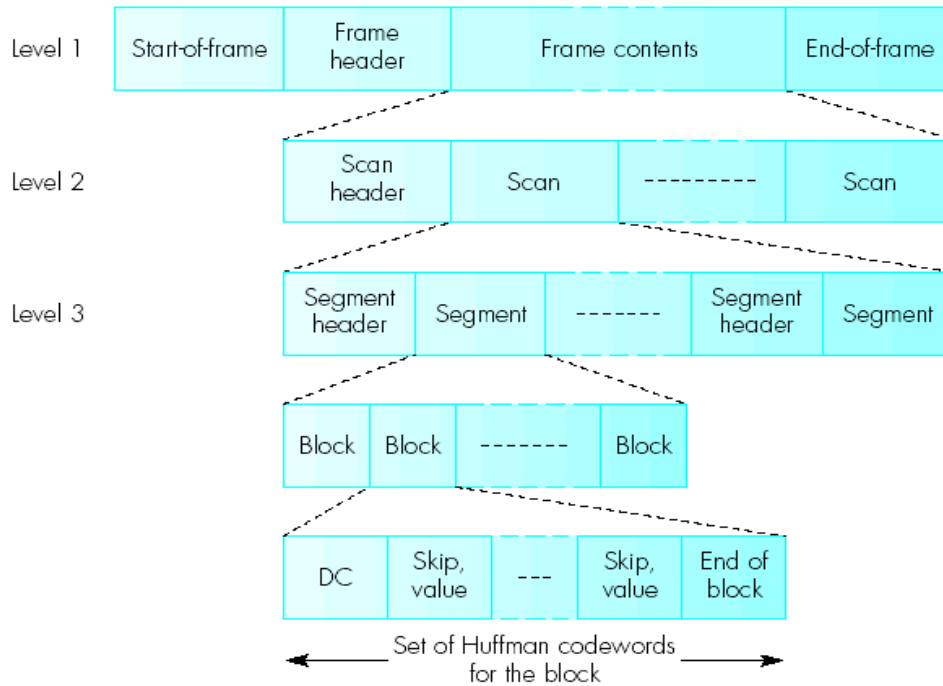 Level 1
Start-of-frame
Frame
header
Frame contents
End-of-frame
Level 2
Scan
header
Scan
Scan
Level 3
Segment
header
Segment
Segment
header
Segment
Block
Block
Block
DC
Skip,
value
Skip,
value
End of
block
Set of Huffman codewords
for the block